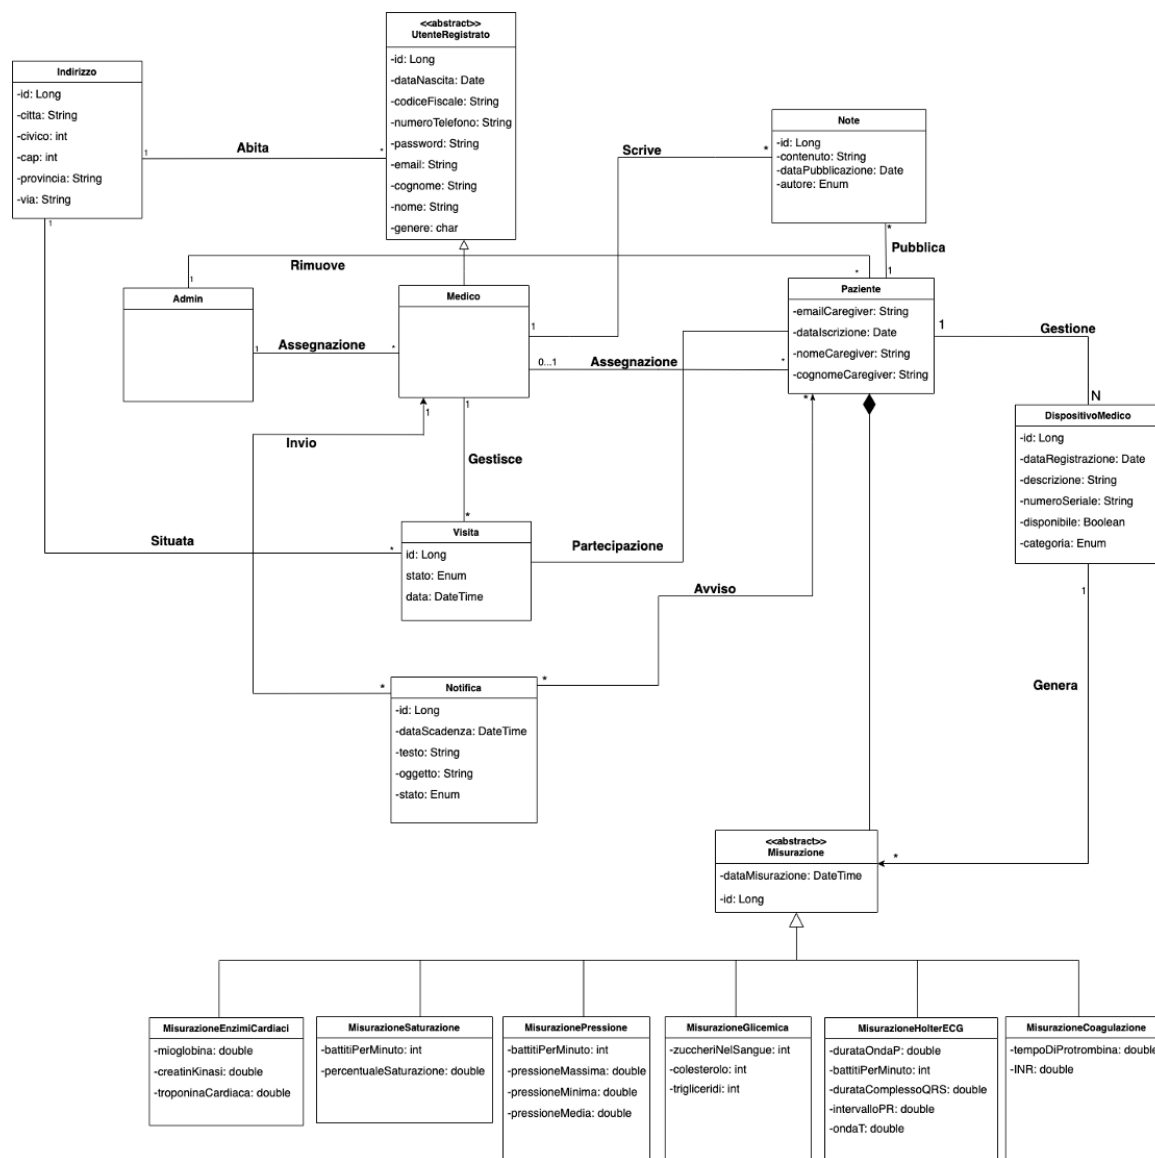 <<abstract>>
UtenteRegistrato
-id: Long
-dataNascita: Date
-codiceFiscale: String
-numeroTelefono: String
-password: String
-email: String
-cognome: String
-nome: String
-genere: char
Indirizzo
-id: Long
-citta: String
-civico: int
-cap: int
-provincia: String
-via: String
1
Abita
*
1
Note
-id: Long
-contenuto: String
-dataPubblicazione: Date
-autore: Enum
Scrive
*
*
Pubblica
1
Rimuove
1
*
Admin
Medico
Paziente
-emailCaregiver: String
-dataIscrizione: Date
-nomeCaregiver: String
-cognomeCaregiver: String
1
Assegnazione
*
1
0...1
Assegnazione
*
1
Gestione
N
DispositivoMedico
-id: Long
-dataRegistrazione: Date
-descrizione: String
-numeroSeriale: String
-disponibile: Boolean
-categoria: Enum
1
1
*
Invio
Gestisce
*
Visita
id: Long
stato: Enum
data: DateTime
Situata
*
Partecipazione
Avviso
1
Genera
*
*
Notifica
-id: Long
-dataScadenza: DateTime
-testo: String
-oggetto: String
-stato: Enum
<<abstract>>
Misurazione
-dataMisurazione: DateTime
-id: Long
*
MisurazioneEnzimiCardiaci
-mioglobina: double
-creatinKinasi: double
-troponinaCardiaca: double
MisurazioneSaturazione
-battitiPerMinuto: int
-percentualeSaturazione: double
MisurazionePressione
-battitiPerMinuto: int
-pressioneMassima: double
-pressioneMinima: double
-pressioneMedia: double
MisurazioneGlicemica
-zuccheriNelSangue: int
-colesterolo: int
-trigliceridi: int
MisurazioneHolterECG
-durataOndaP: double
-battitiPerMinuto: int
-durataComplessoQRS: double
-intervalloPR: double
-ondaT: double
MisurazioneCoagulazione
-tempoDiProtrombina: double
-INR: double